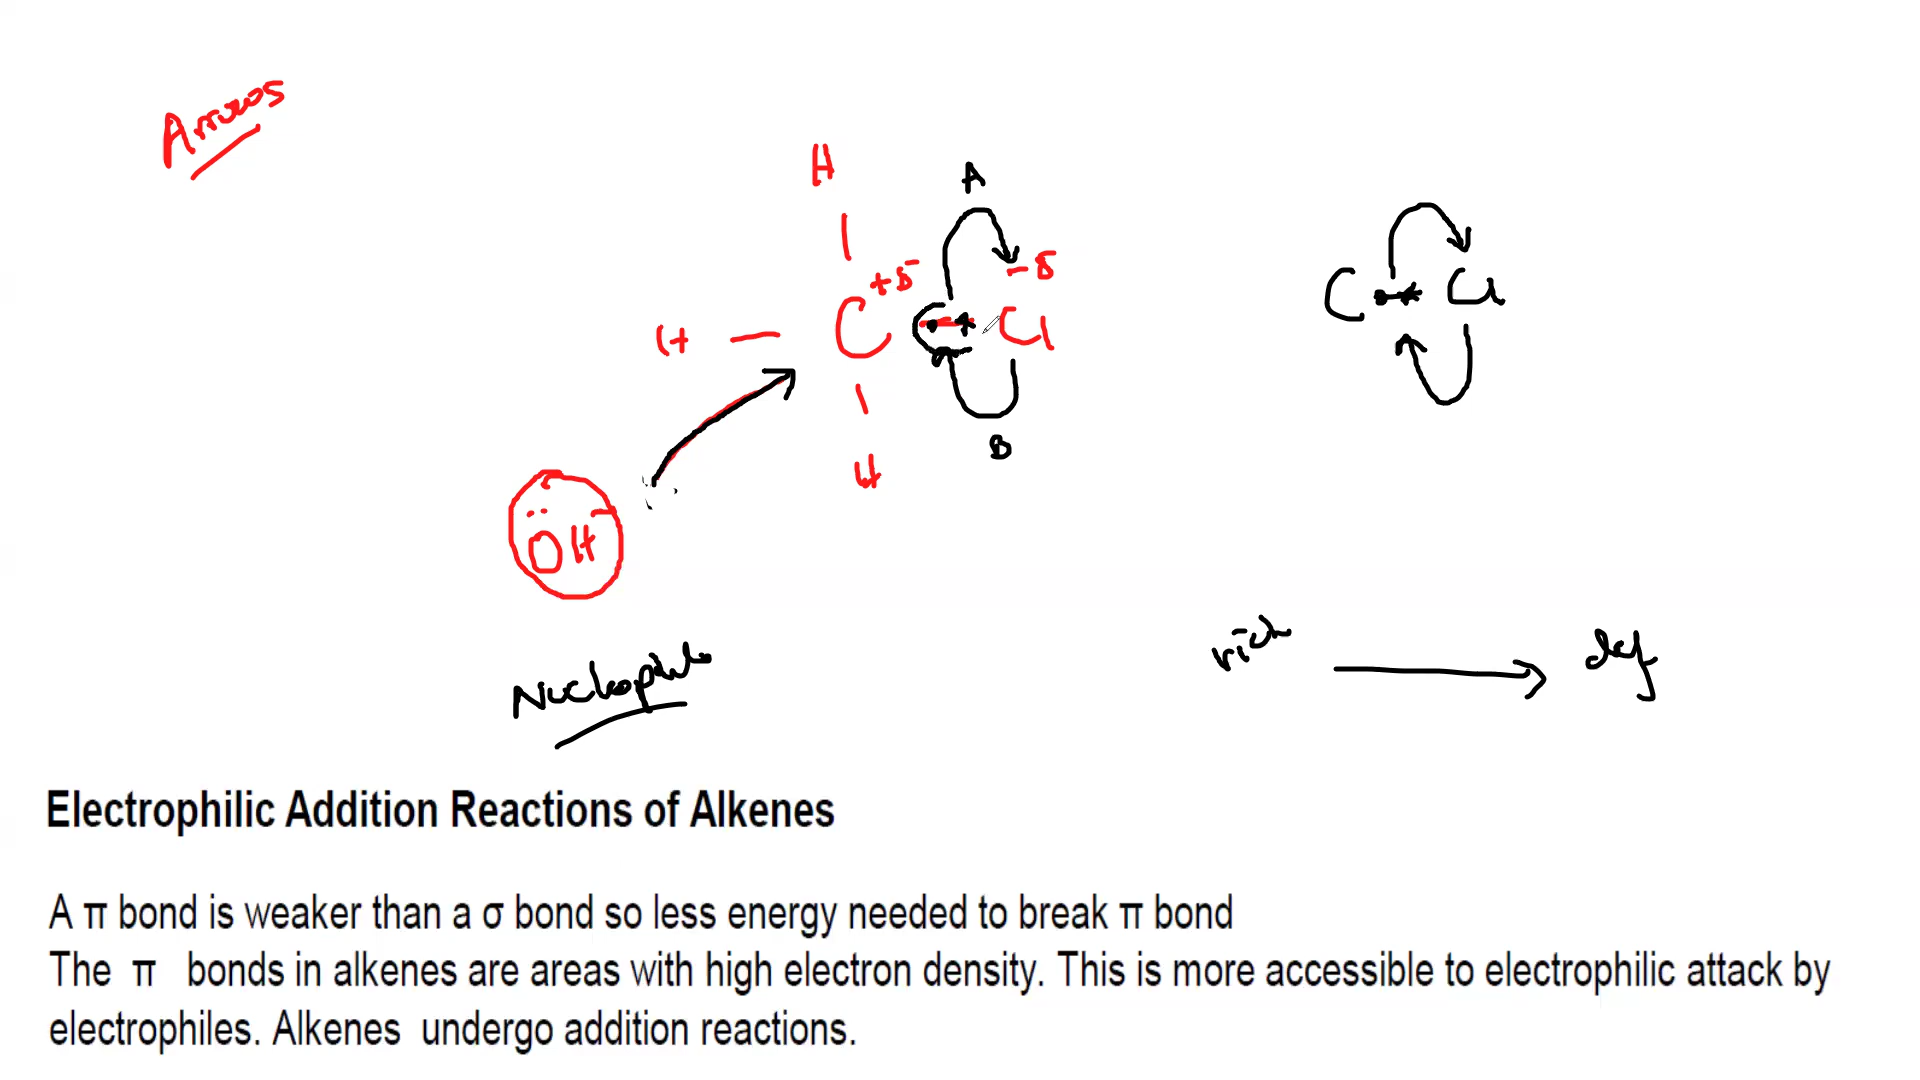 Arrows
H
A
+δ-
-δ
H
C
Cl
C
Cl
B
H
OH
rich
def
Nucleophile
Electrophilic Addition Reactions of Alkenes
A π bond is weaker than a σ bond so less energy needed to break π bond
The π bonds in alkenes are areas with high electron density. This is more accessible to electrophilic attack by
electrophiles. Alkenes undergo addition reactions.